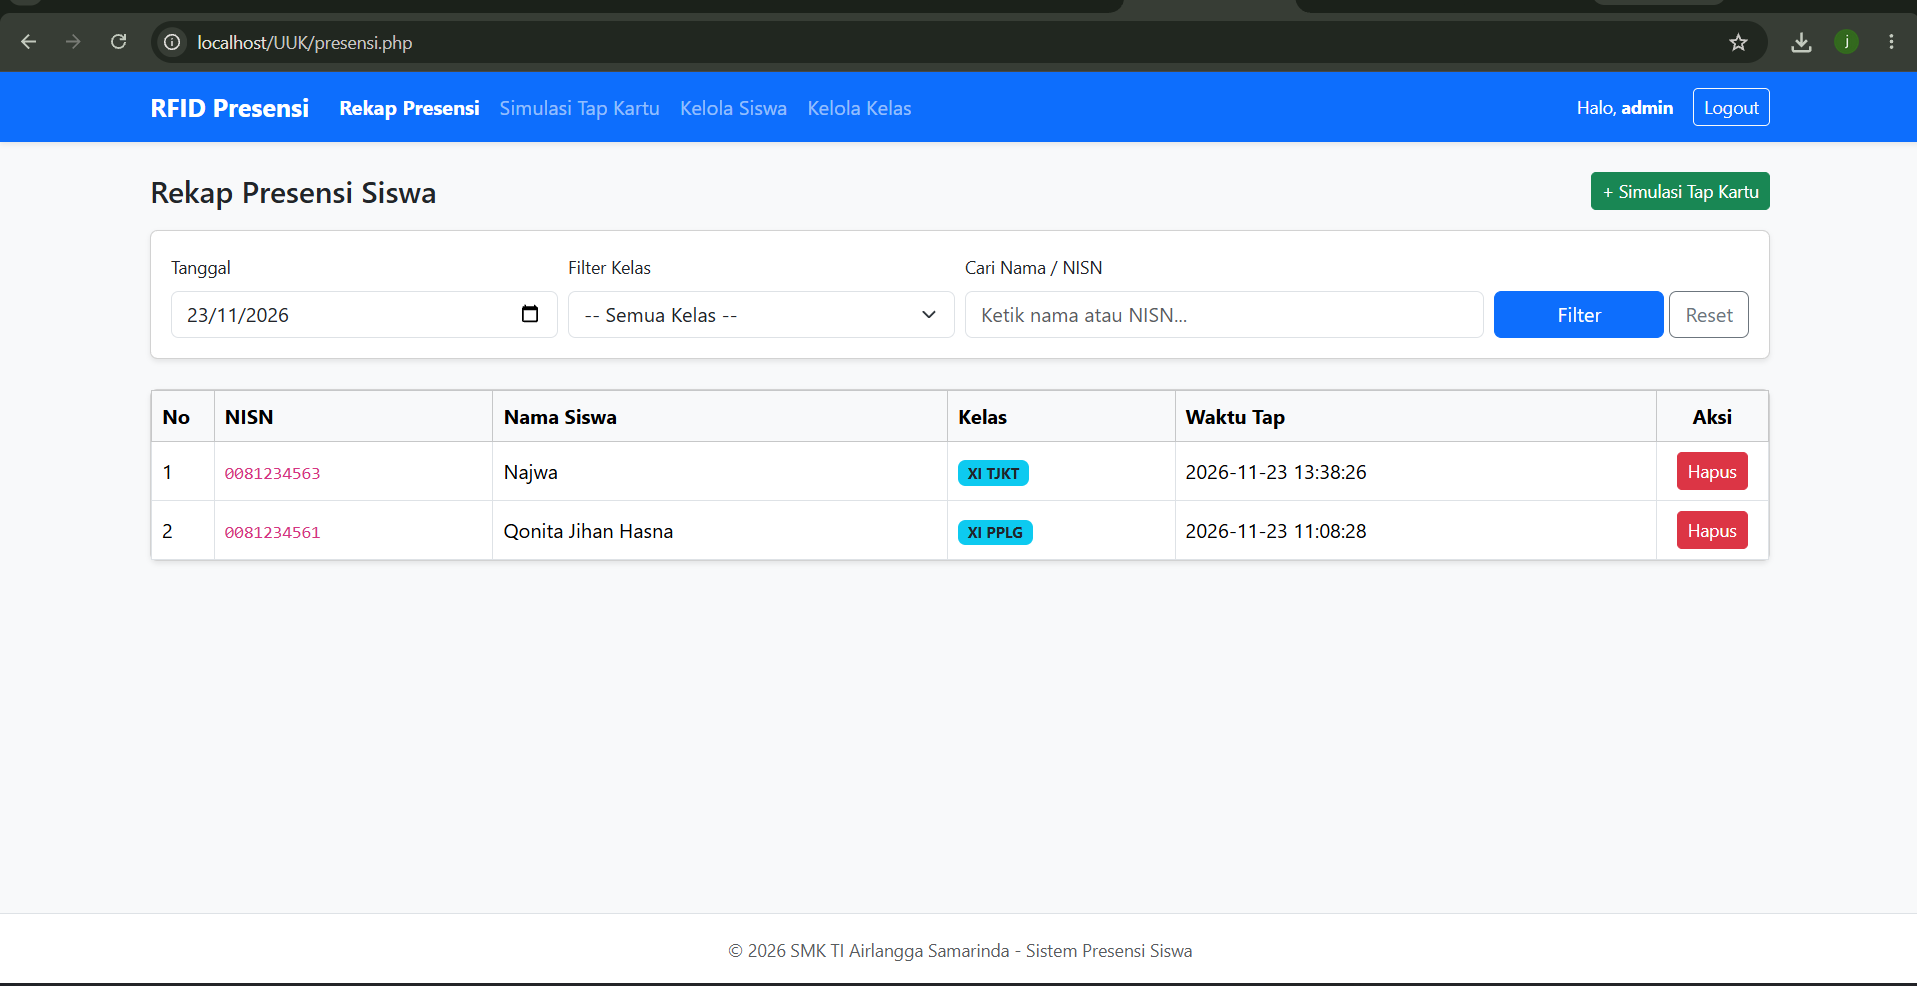 localhost/UUK/presensi.php
j
RFID Presensi Rekap Presensi Simulasi Tap Kartu Kelola Siswa Kelola Kelas Halo, admin Logout
Rekap Presensi Siswa
+ Simulasi Tap Kartu
Tanggal Filter Kelas Cari Nama / NISN
23/11/2026 -- Semua Kelas -- Ketik nama atau NISN... Filter Reset
No NISN Nama Siswa Kelas Waktu Tap Aksi
1 0081234563 Najwa XI TJKT 2026-11-23 13:38:26 Hapus
2 0081234561 Qonita Jihan Hasna XI PPLG 2026-11-23 11:08:28 Hapus
© 2026 SMK TI Airlangga Samarinda - Sistem Presensi Siswa